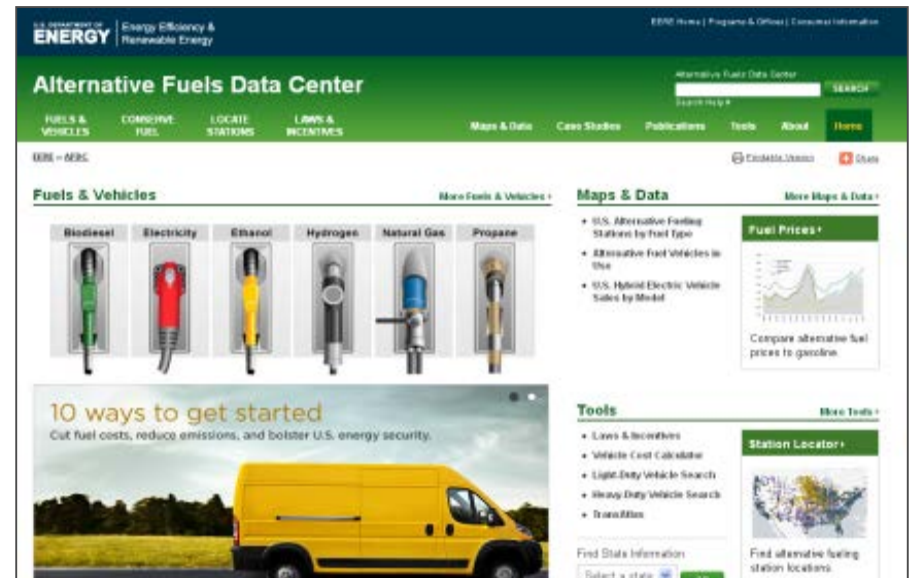 U.S. DEPARTMENT OF
ENERGY
Energy Efficiency &
Renewable Energy
EERE Home | Programs & Offices | Consumer Information
Alternative Fuels Data Center
Alternative Fuels Data Center
SEARCH
Search Help
FUELS & VEHICLES
CONSERVE FUEL
LOCATE STATIONS
LAWS & INCENTIVES
Maps & Data
Case Studies
Publications
Tools
About
Home
EERE » AFDC
Printable Version
Share
Fuels & Vehicles
More Fuels & Vehicles
Biodiesel
Electricity
Ethanol
Hydrogen
Natural Gas
Propane
10 ways to get started
Cut fuel costs, reduce emissions, and bolster U.S. energy security.
Maps & Data
More Maps & Data
U.S. Alternative Fueling
Stations by Fuel Type
Alternative Fuel Vehicles in
Use
U.S. Hybrid Electric Vehicle
Sales by Model
Fuel Prices
Compare alternative fuel
prices to gasoline.
Tools
More Tools
Laws & Incentives
Vehicle Cost Calculator
Light-Duty Vehicle Search
Heavy-Duty Vehicle Search
TransAtlas
Find State Information
Select a state
Station Locator
Find alternative fueling
station locations.